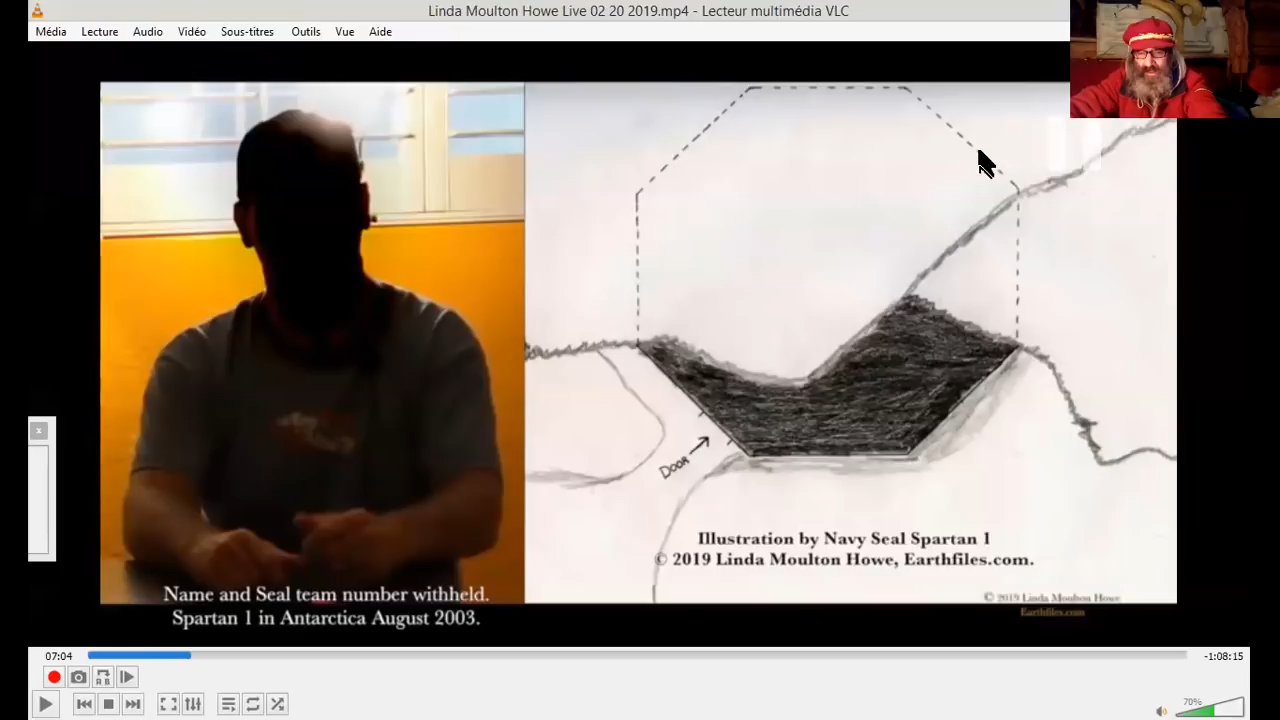 Linda Moulton Howe Live 02 20 2019.mp4 - Lecteur multimédia VLC
Média Lecture Audio Vidéo Sous-titres Outils Vue Aide
DOOR
Illustration by Navy Seal Spartan 1
© 2019 Linda Moulton Howe, Earthfiles.com.
Name and Seal team number withheld.
Spartan 1 in Antarctica August 2003.
© 2019 Linda Moulton Howe
Earthfiles.com
07:04
-1:08:15
x
A B
70%